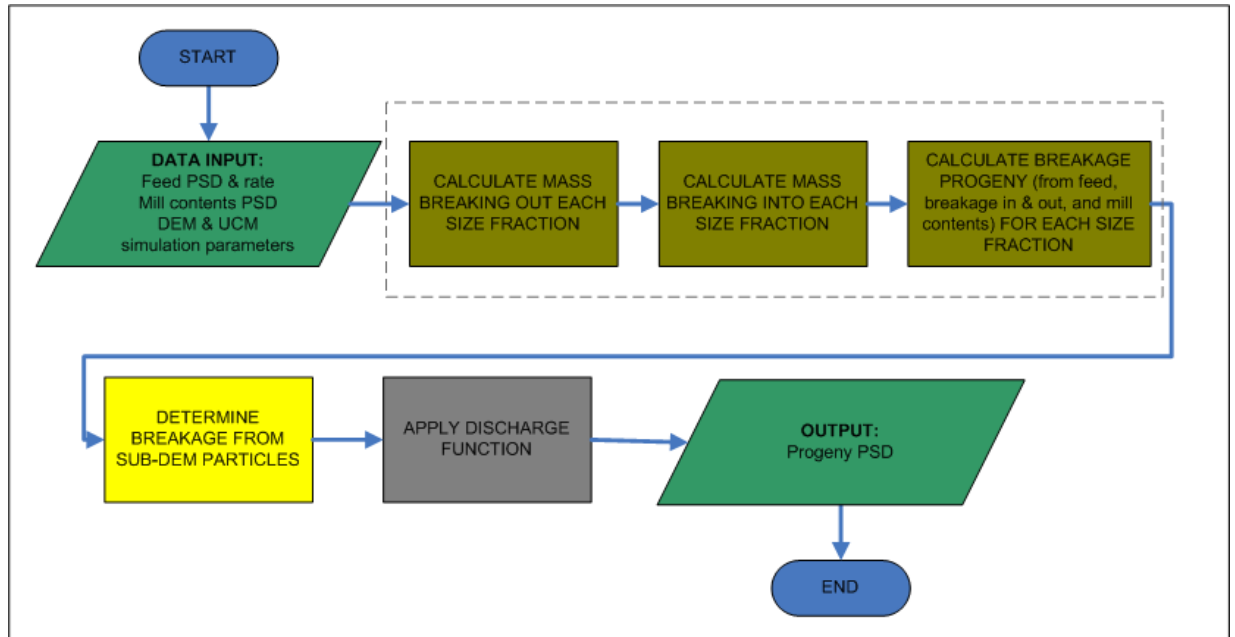 START
DATA INPUT:
Feed PSD & rate
Mill contents PSD
DEM & UCM
simulation parameters
CALCULATE MASS
BREAKING OUT EACH
SIZE FRACTION
CALCULATE MASS
BREAKING INTO EACH
SIZE FRACTION
CALCULATE BREAKAGE
PROGENY (from feed,
breakage in & out, and mill
contents) FOR EACH SIZE
FRACTION
DETERMINE
BREAKAGE FROM
SUB-DEM PARTICLES
APPLY DISCHARGE
FUNCTION
OUTPUT:
Progeny PSD
END